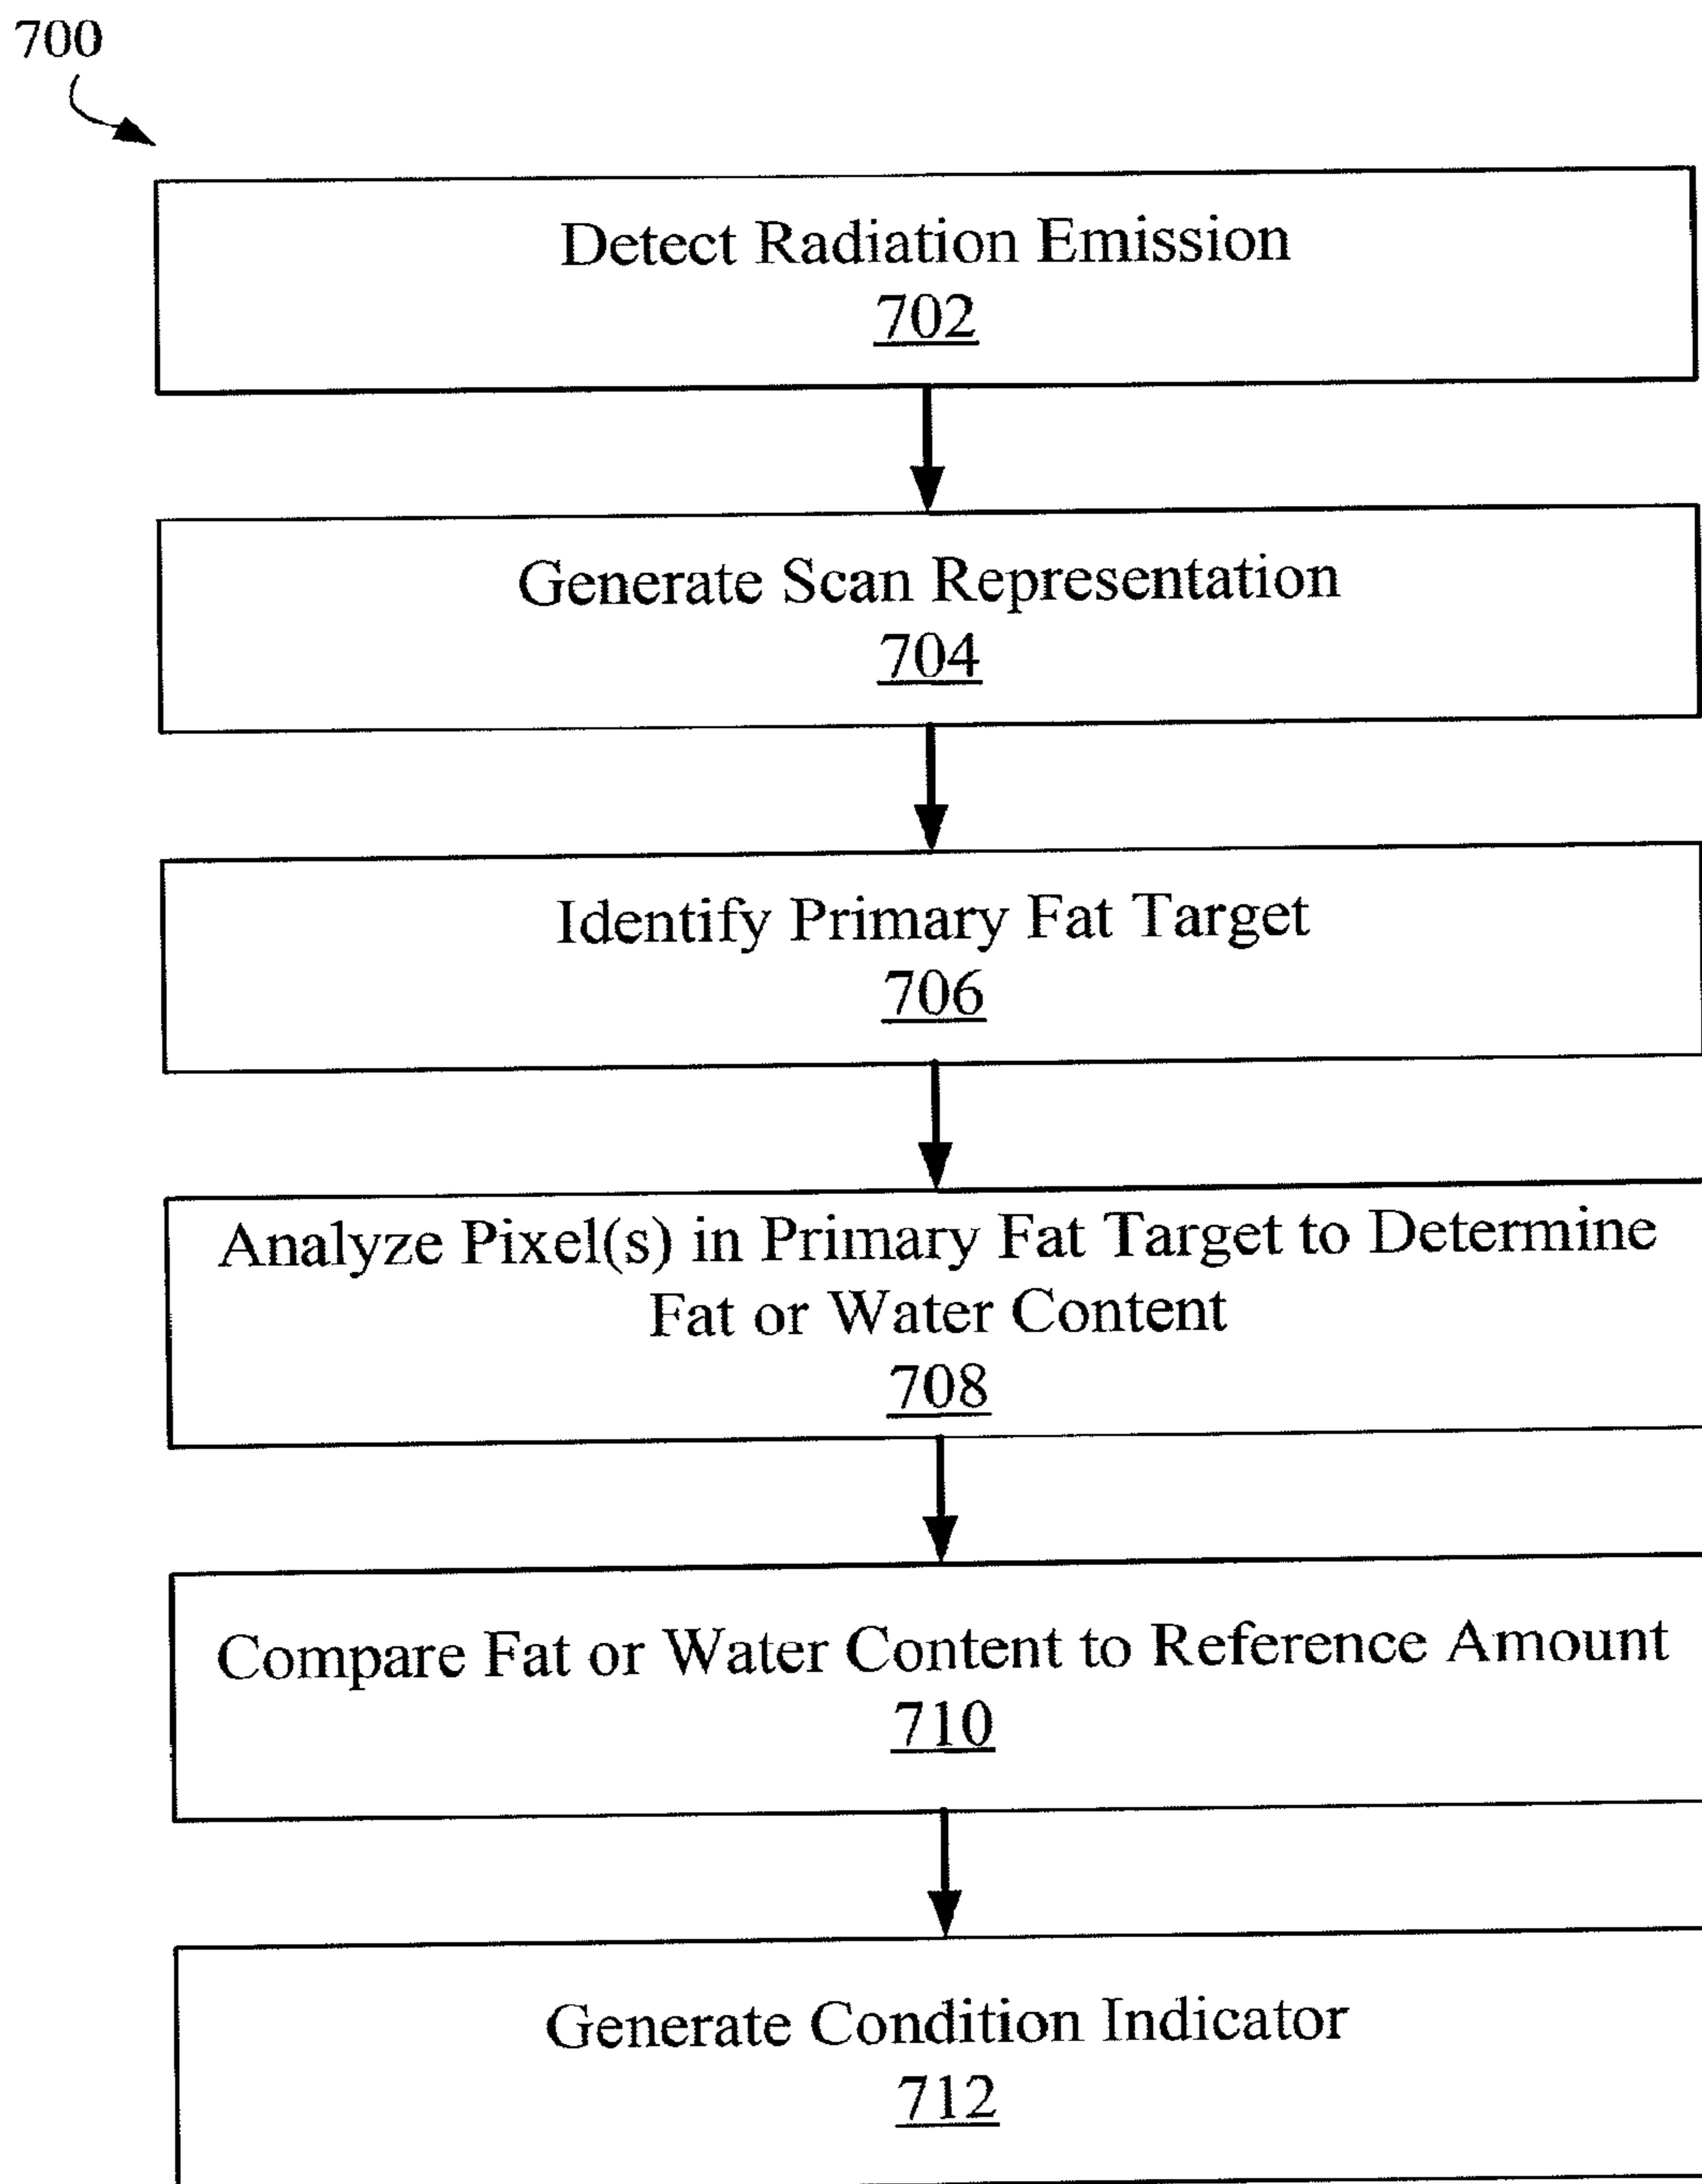 700
Detect Radiation Emission
702
Generate Scan Representation
704
Identify Primary Fat Target
706
Analyze Pixel(s) in Primary Fat Target to Determine
Fat or Water Content
708
Compare Fat or Water Content to Reference Amount
710
Generate Condition Indicator
712